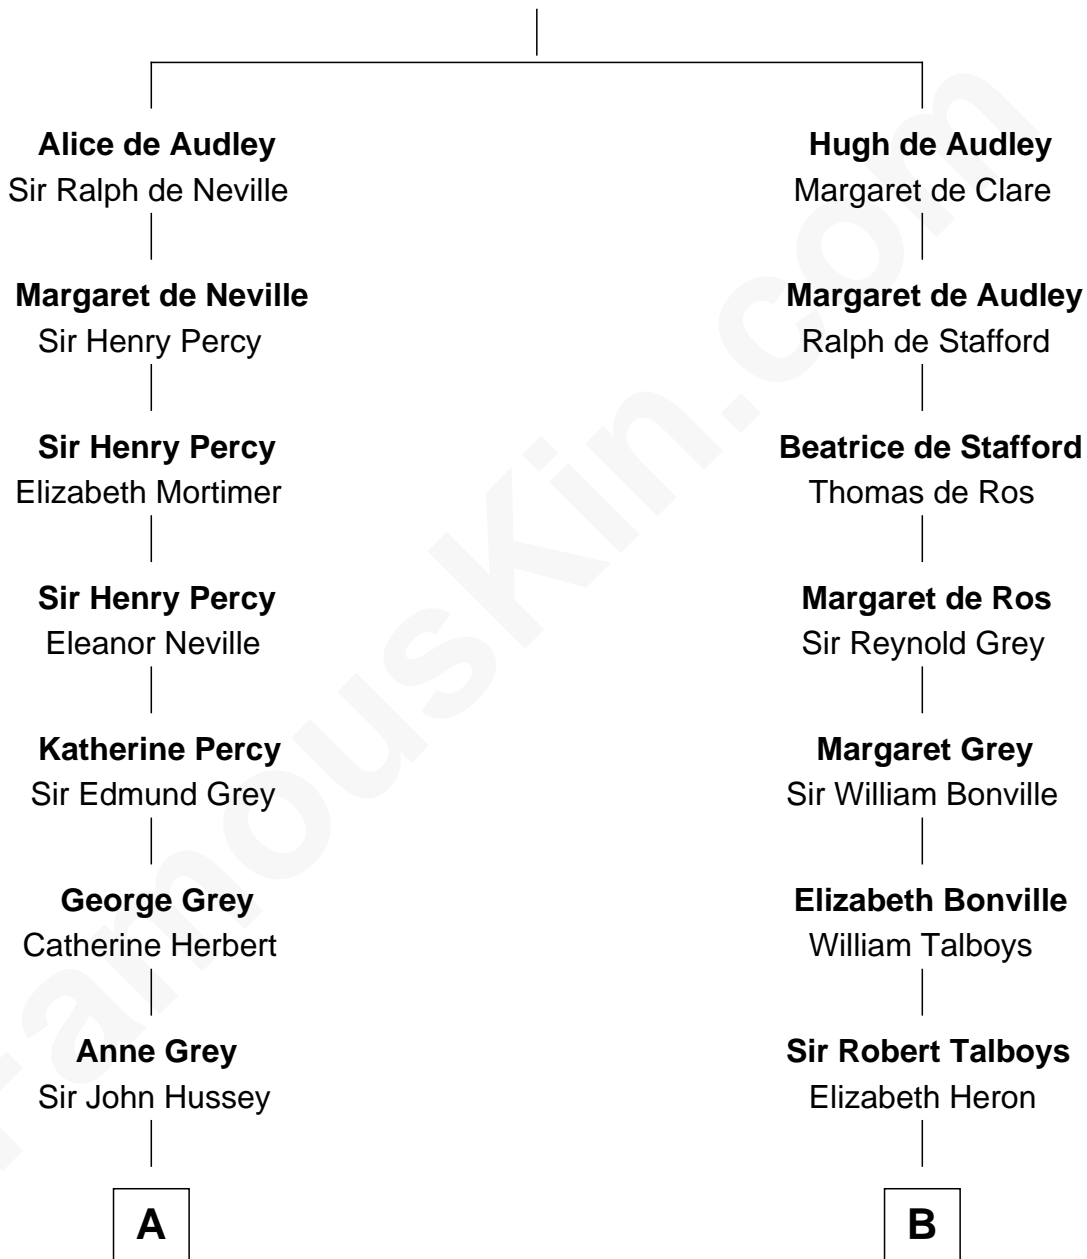 Alice de Audley
Sir Ralph de Neville
Margaret de Neville
Sir Henry Percy
Sir Henry Percy
Elizabeth Mortimer
Sir Henry Percy
Eleanor Neville
Katherine Percy
Sir Edmund Grey
George Grey
Catherine Herbert
Anne Grey
Sir John Hussey
A
Hugh de Audley
Margaret de Clare
Margaret de Audley
Ralph de Stafford
Beatrice de Stafford
Thomas de Ros
Margaret de Ros
Sir Reynold Grey
Margaret Grey
Sir William Bonville
Elizabeth Bonville
William Talboys
Sir Robert Talboys
Elizabeth Heron
B
FamousKin.com